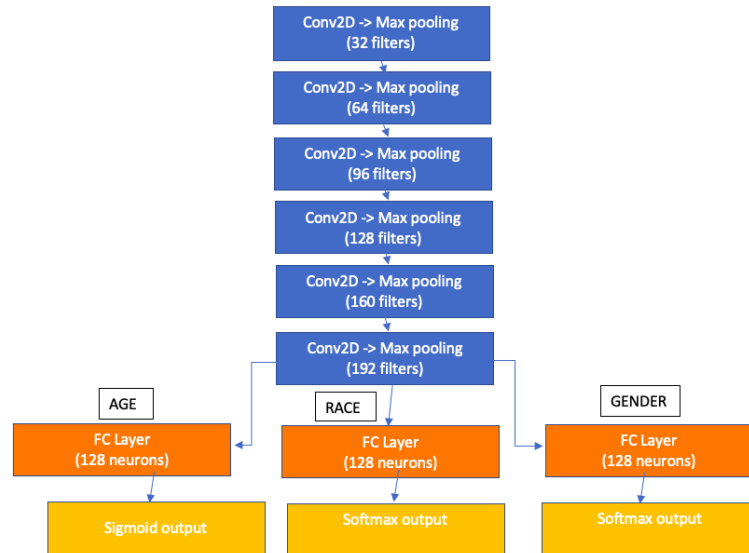 Conv2D -> Max pooling
(32 filters)
Conv2D -> Max pooling
(64 filters)
Conv2D -> Max pooling
(96 filters)
Conv2D -> Max pooling
(128 filters)
Conv2D -> Max pooling
(160 filters)
Conv2D -> Max pooling
(192 filters)
AGE
RACE
GENDER
FC Layer
(128 neurons)
FC Layer
(128 neurons)
FC Layer
(128 neurons)
Sigmoid output
Softmax output
Softmax output